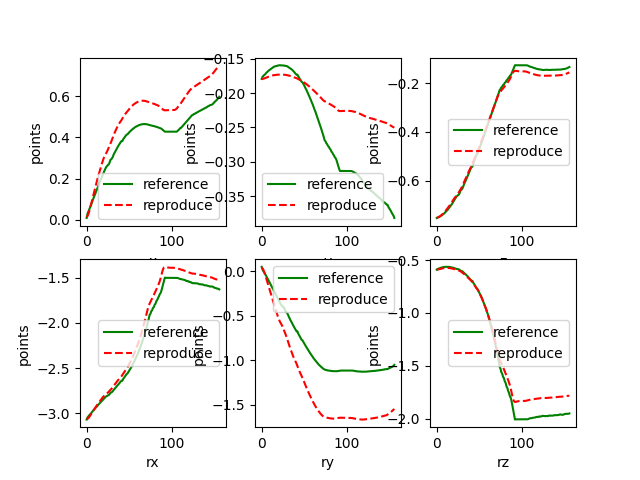 0.6
0.4
0.2
0.0
points
0
100
reference
reproduce
−0.15
−0.20
−0.25
−0.30
−0.35
points
0
100
reference
reproduce
−0.2
−0.4
−0.6
points
0
100
reference
reproduce
−1.5
−2.0
−2.5
−3.0
points
0
100
rx
reference
reproduce
0.0
−0.5
−1.0
−1.5
points
0
100
ry
reference
reproduce
−0.5
−1.0
−1.5
−2.0
points
0
100
rz
reference
reproduce